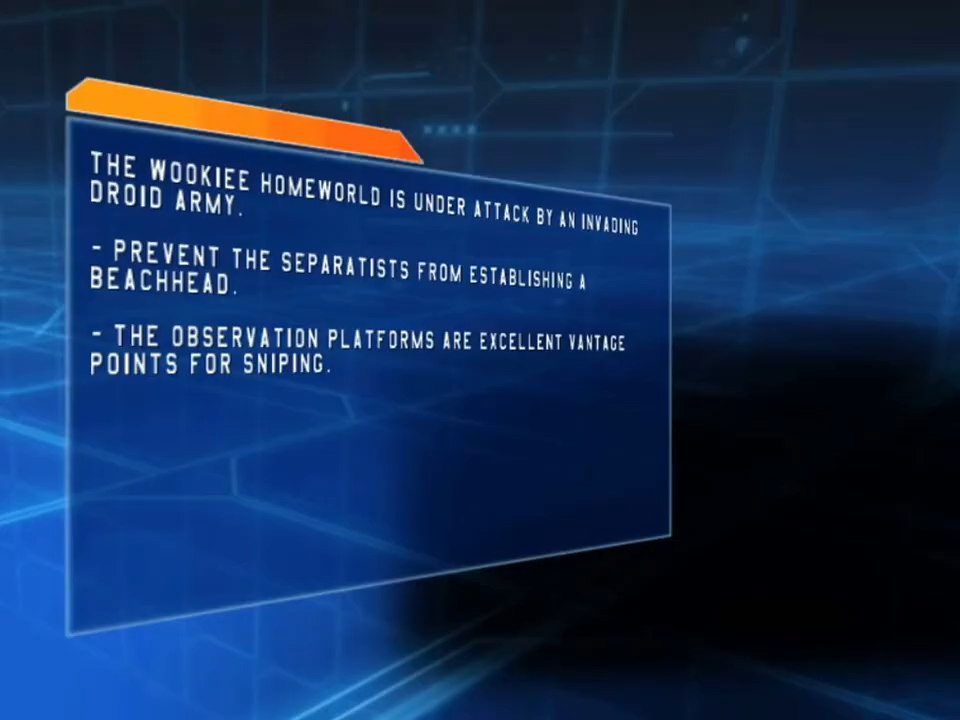 THE WOOKIEE HOMEWORLD IS UNDER ATTACK BY AN INVADING
DROID ARMY.
- PREVENT THE SEPARATISTS FROM ESTABLISHING A
BEACHHEAD.
- THE OBSERVATION PLATFORMS ARE EXCELLENT VANTAGE
POINTS FOR SNIPING.